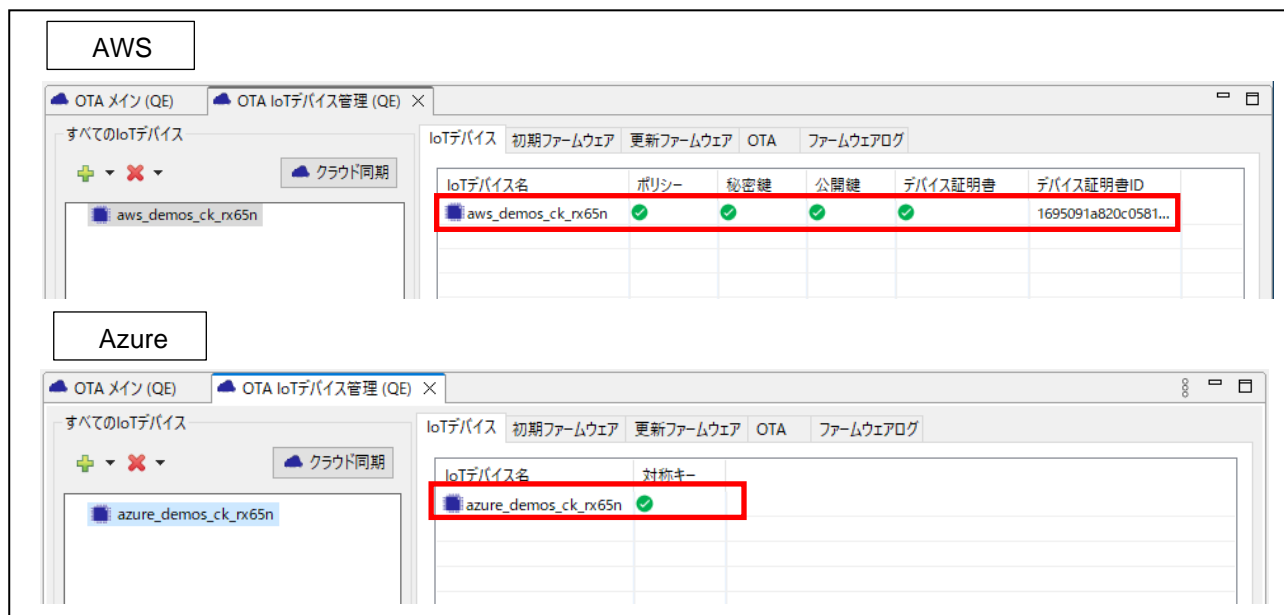 AWS
OTA メイン (QE) OTA IoTデバイス管理 (QE)
すべてのIoTデバイス
IoTデバイス 初期ファームウェア 更新ファームウェア OTA ファームウェアログ
クラウド同期
IoTデバイス名 ポリシー 秘密鍵 公開鍵 デバイス証明書 デバイス証明書ID
aws_demos_ck_rx65n
aws_demos_ck_rx65n 1695091a820c0581...
Azure
OTA メイン (QE) OTA IoTデバイス管理 (QE)
すべてのIoTデバイス
IoTデバイス 初期ファームウェア 更新ファームウェア OTA ファームウェアログ
クラウド同期
IoTデバイス名 対称キー
azure_demos_ck_rx65n
azure_demos_ck_rx65n